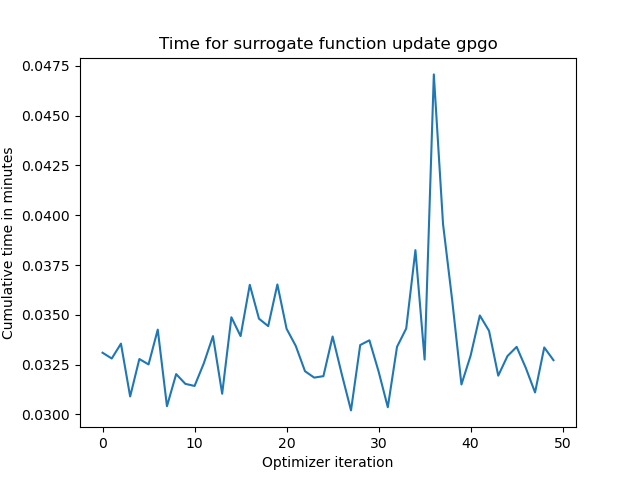 Time for surrogate function update gpgo
0.0475
0.0450
0.0425
0.0400
0.0375
0.0350
0.0325
0.0300
Cumulative time in minutes
0 10 20 30 40 50
Optimizer iteration